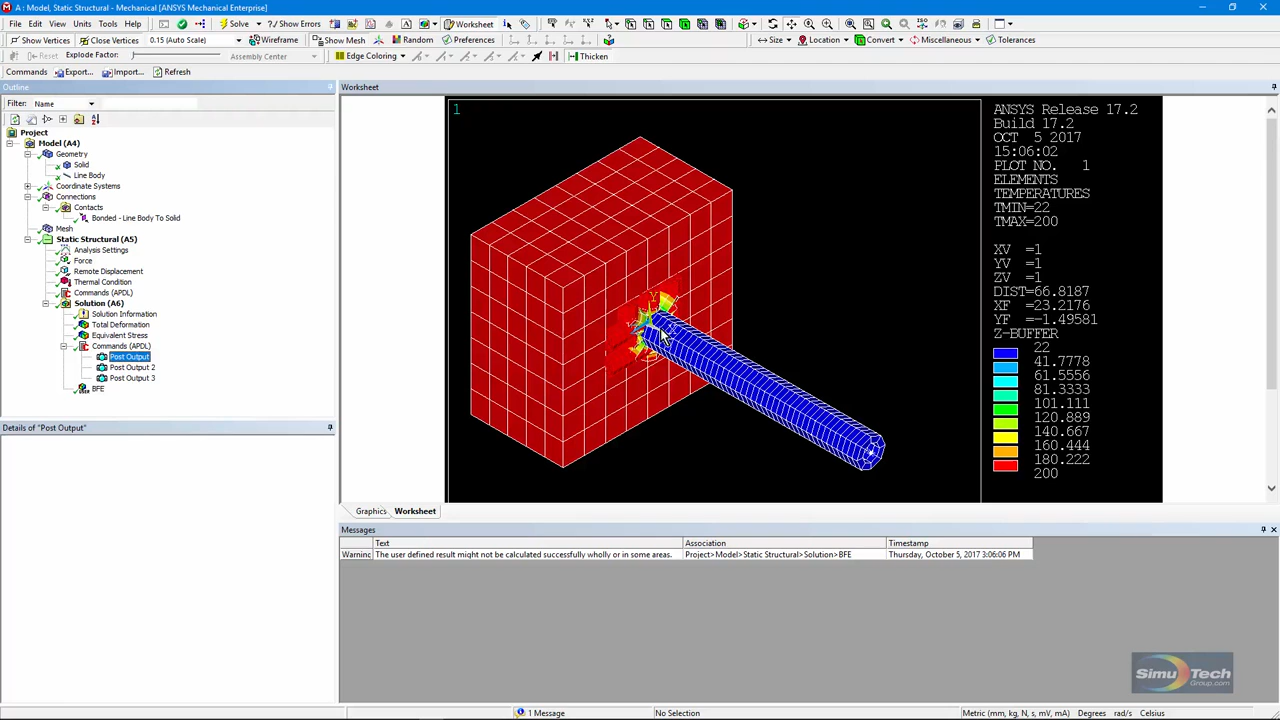 A : Model, Static Structural - Mechanical [ANSYS Mechanical Enterprise]
File Edit View Units Tools Help Solve Show Errors Worksheet
Show Vertices Close Vertices 0.15 (Auto Scale) Wireframe Show Mesh Random Preferences Size Location Convert Miscellaneous Tolerances
Reset Explode Factor: Assembly Center Edge Coloring Thicken
Commands Export... Import... Refresh
Outline
Filter: Name
Project
Model (A4)
Geometry
Solid
Line Body
Coordinate Systems
Connections
Contacts
Bonded - Line Body To Solid
Mesh
Static Structural (A5)
Analysis Settings
Force
Remote Displacement
Thermal Condition
Commands (APDL)
Solution (A6)
Solution Information
Total Deformation
Equivalent Stress
Commands (APDL)
Post Output
Post Output 2
Post Output 3
BFE
Details of "Post Output"
Worksheet
1
ANSYS Release 17.2
Build 17.2
OCT 5 2017
15:06:02
PLOT NO. 1
ELEMENTS
TEMPERATURES
TMIN=22
TMAX=200
XV =1
YV =1
ZV =1
DIST=66.8187
XF =23.2176
YF =-1.49581
Z-BUFFER
22
41.7778
61.5556
81.3333
101.111
120.889
140.667
160.444
180.222
200
Graphics Worksheet
Messages
Text Association Timestamp
Warninc The user defined result might not be calculated successfully wholly or in some areas. Project>Model>Static Structural>Solution>BFE Thursday, October 5, 2017 3:06:06 PM
SimuTech
Group.com
1 Message No Selection Metric (mm, kg, N, s, mV, mA) Degrees rad/s Celsius